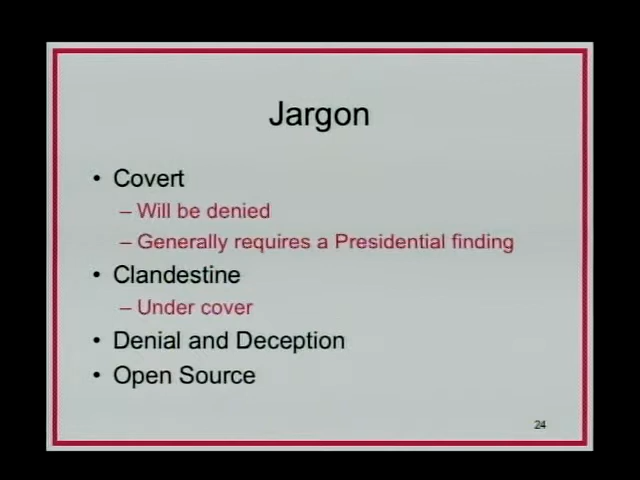 Jargon
• Covert
– Will be denied
– Generally requires a Presidential finding
• Clandestine
– Under cover
• Denial and Deception
• Open Source
24